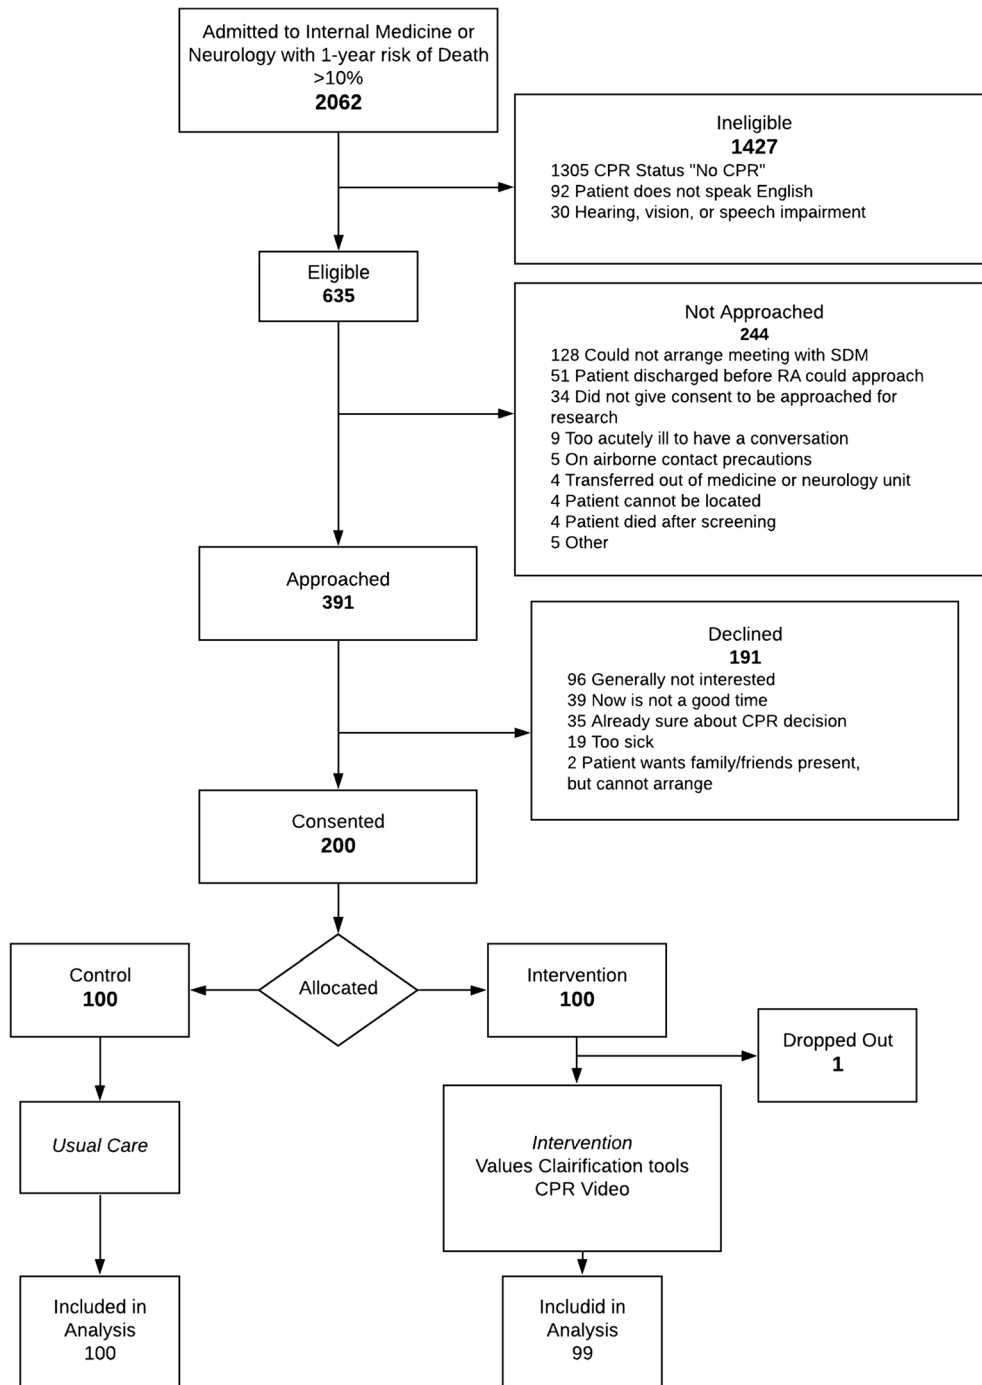 Admitted to Internal Medicine or
Neurology with 1-year risk of Death
>10%
2062
Ineligible
1427
1305 CPR Status "No CPR"
92 Patient does not speak English
30 Hearing, vision, or speech impairment
Eligible
635
Not Approached
244
128 Could not arrange meeting with SDM
51 Patient discharged before RA could approach
34 Did not give consent to be approached for
research
9 Too acutely ill to have a conversation
5 On airborne contact precautions
4 Transferred out of medicine or neurology unit
4 Patient cannot be located
4 Patient died after screening
5 Other
Approached
391
Declined
191
96 Generally not interested
39 Now is not a good time
35 Already sure about CPR decision
19 Too sick
2 Patient wants family/friends present,
but cannot arrange
Consented
200
Allocated
Control
100
Intervention
100
Dropped Out
1
Usual Care
Intervention
Values Clairification tools
CPR Video
Included in
Analysis
100
Includid in
Analysis
99